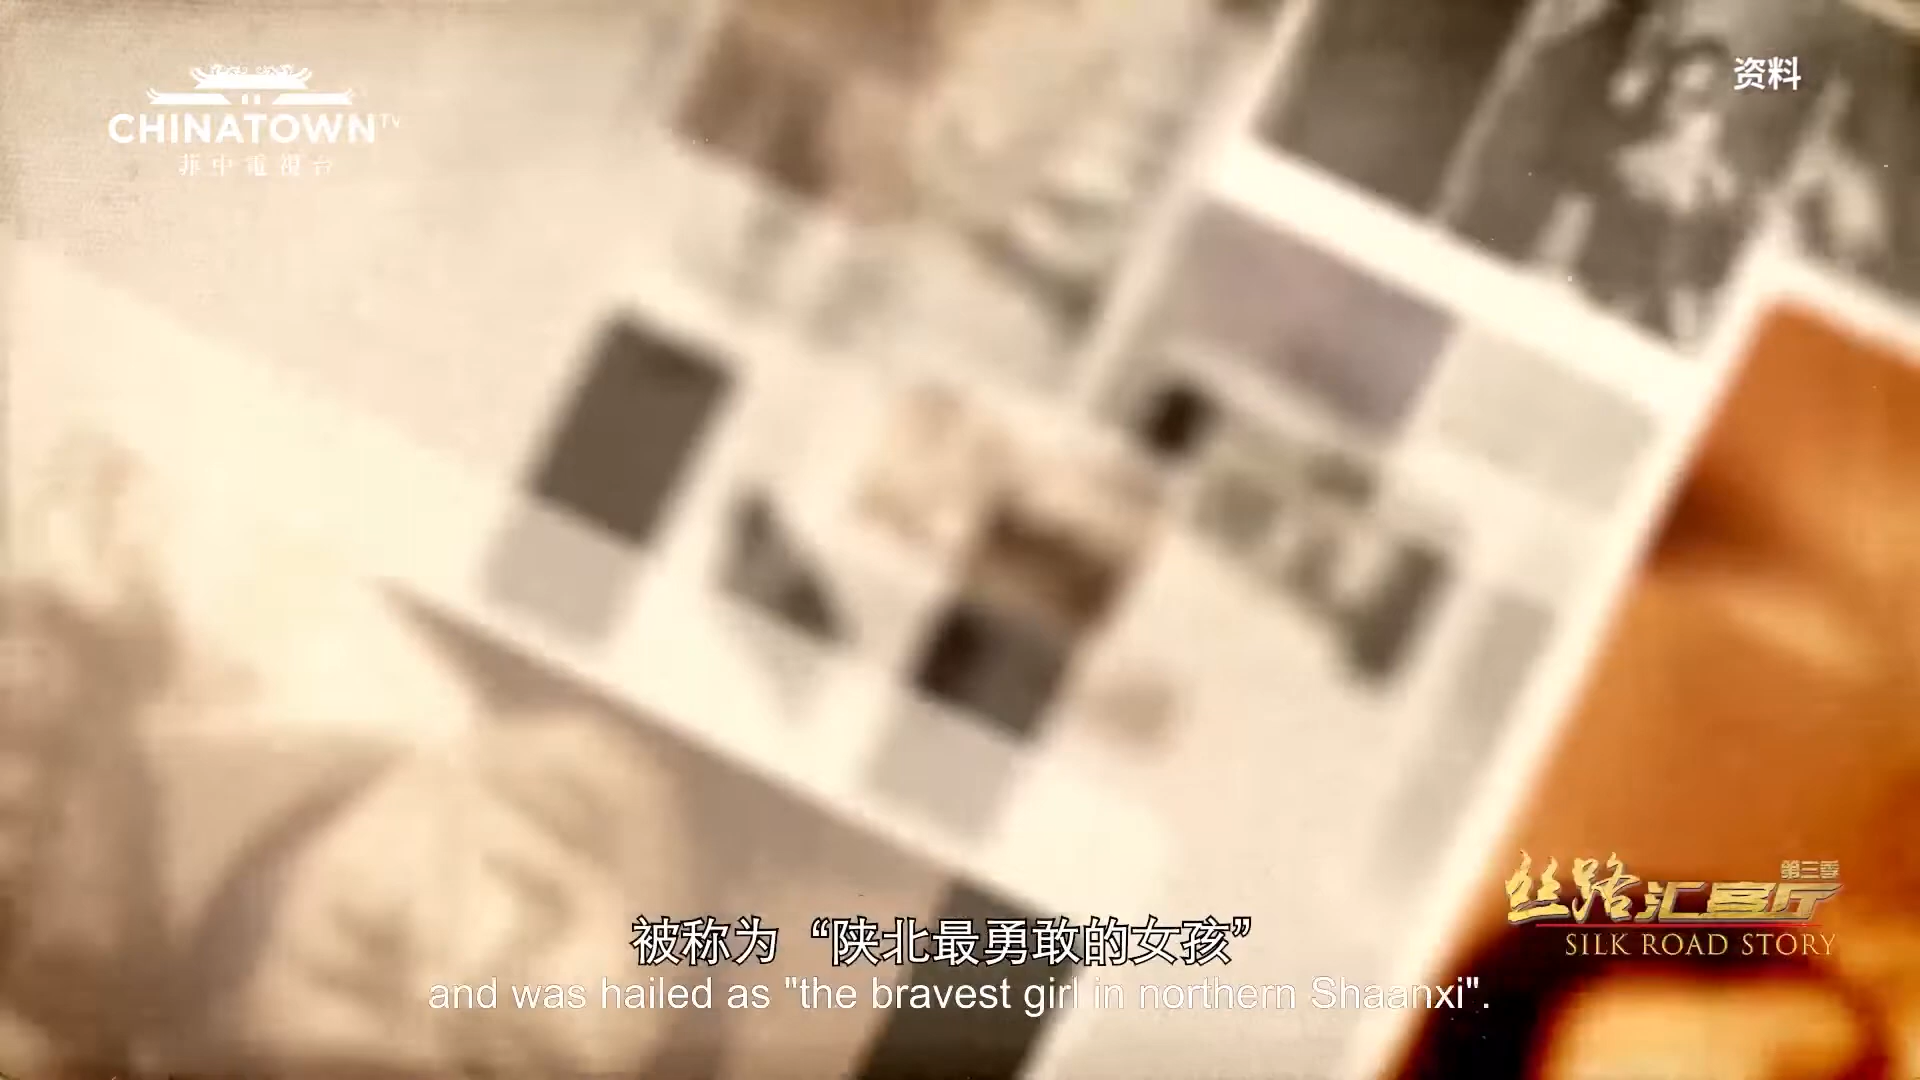 CHINATOWN TV
菲中電視台
资料
第三季
丝路汇客厅
SILK ROAD STORY
被称为 “陕北最勇敢的女孩”
and was hailed as "the bravest girl in northern Shaanxi".